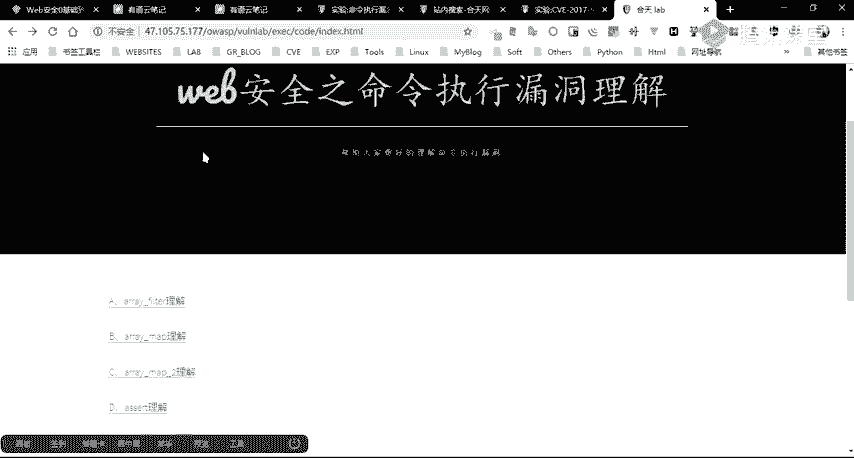 Web安全0基础
有道云笔记
有道云笔记
实验:命令执行漏
站内搜索-合天网
实验:CVE-2017-
合天 lab
不安全 47.105.75.177/owasp/vulnlab/exec/code/index.html
应用 书签工具栏 WEBSITES LAB GR_BLOG CVE EXP Tools Linux MyBlog Soft Others Python Html 网址导航 » 其他书签
web安全之命令执行漏洞理解
A、array_filter理解
B、array_map理解
C、array_map_2理解
D、assert理解